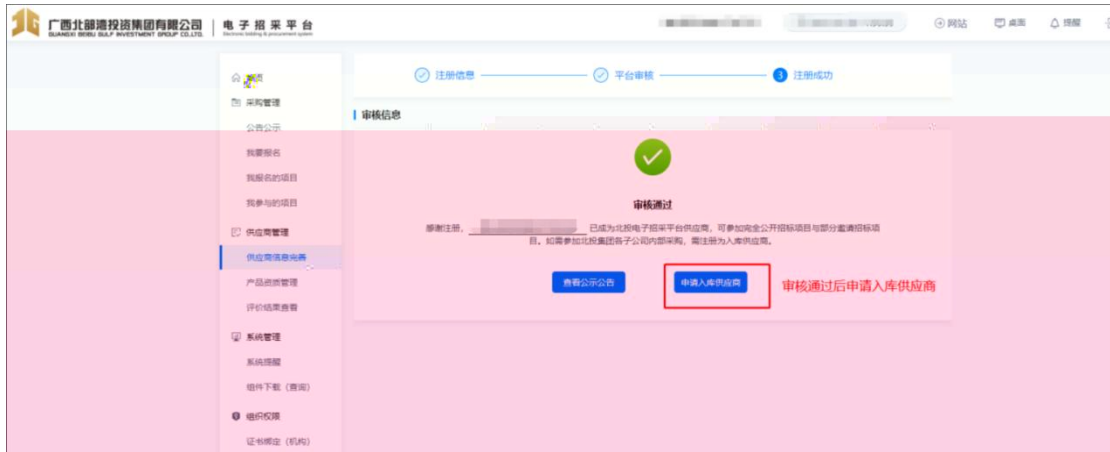 广西北部湾投资集团有限公司
GUANGXI BEIBU GULF INVESTMENT GROUP CO.,LTD.
电子招采平台
Electronic bidding & procurement system
网站
桌面
提醒
注册信息
平台审核
3 注册成功
采购管理
审核信息
公告公示
我要报名
我报名的项目
我参与的项目
审核通过
感谢注册,
已成为北投电子招采平台供应商,可参加完全公开招标项目与部分邀请招标项
目。如需参加北投集团各子公司内部采购,需注册为入库供应商。
供应商管理
供应商信息完善
产品资质管理
评价结果查看
查看公示公告
申请入库供应商
审核通过后申请入库供应商
系统管理
系统提醒
组件下载(查询)
组织权限
证书绑定(机构)